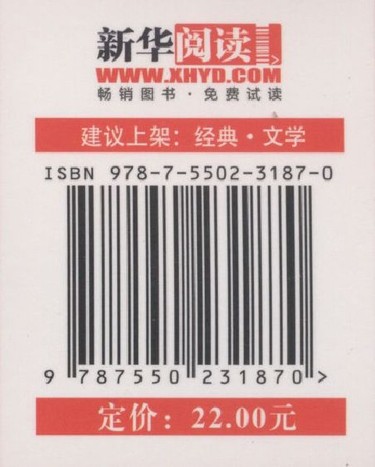 新华阅读
WWW.XHYD.COM
畅销图书·免费试读
建议上架：经典·文学
ISBN 978-7-5502-3187-0
9 787550 231870 >
定价：22.00元